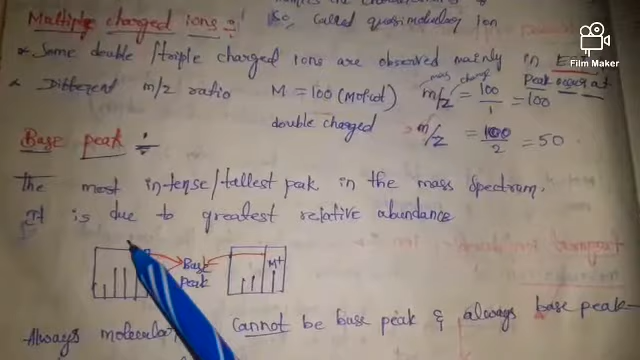 Multiple charged ions :
So, called quasimolecular ion
* Some double /triple charged ions are observed mainly in
Film Maker
Peak occur at
* Different m/z ratio M = 100 (Mol.wt) m/z = 100/1 = 100
mass charge
double charged m/z = 100/2 = 50
Base peak :-
The most intense/tallest peak in the mass spectrum.
It is due to greatest relative abundance
Base peak
M+
Always molecular cannot be base peak & always base peak